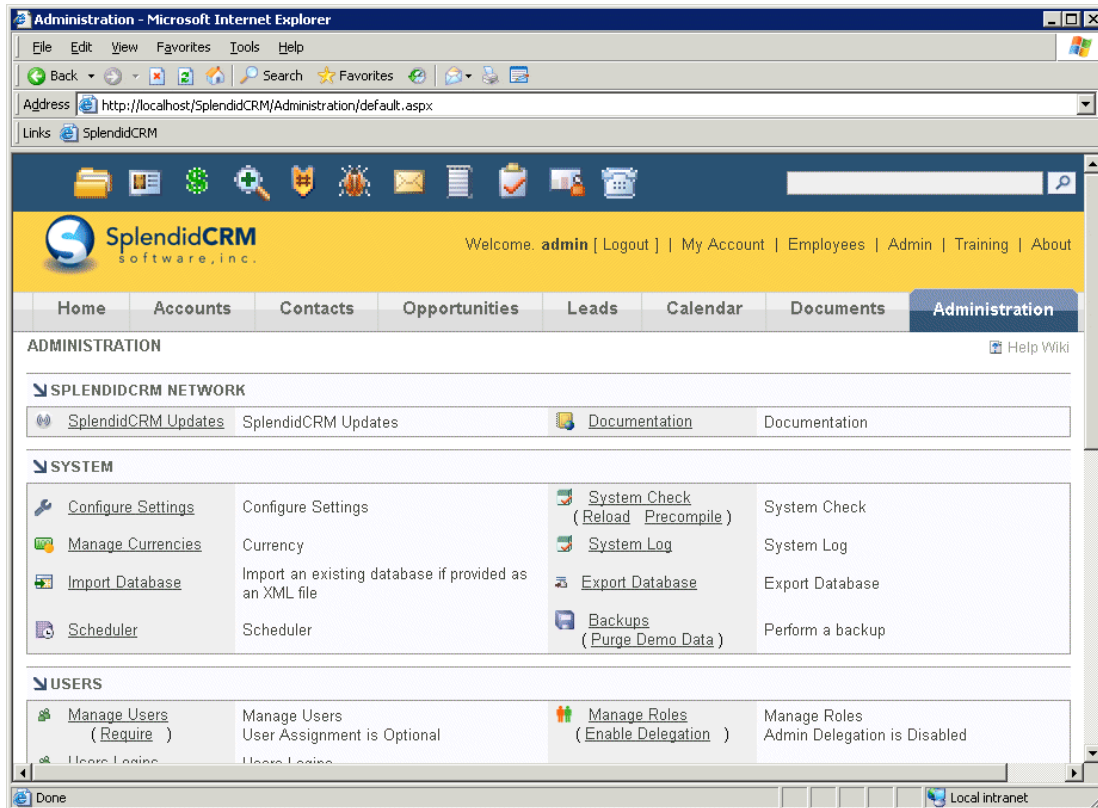 Administration - Microsoft Internet Explorer
File Edit View Favorites Tools Help
Back Search Favorites
Address http://localhost/SplendidCRM/Administration/default.aspx
Links SplendidCRM
SplendidCRM
software, inc.
Welcome. admin [ Logout ] | My Account | Employees | Admin | Training | About
Home Accounts Contacts Opportunities Leads Calendar Documents Administration
ADMINISTRATION Help Wiki
SPLENDIDCRM NETWORK
SplendidCRM Updates SplendidCRM Updates Documentation Documentation
SYSTEM
Configure Settings Configure Settings System Check System Check
( Reload Precompile )
Manage Currencies Currency System Log System Log
Import Database Import an existing database if provided as Export Database Export Database
an XML file
Scheduler Scheduler Backups Perform a backup
( Purge Demo Data )
USERS
Manage Users Manage Users Manage Roles Manage Roles
( Require ) User Assignment is Optional ( Enable Delegation ) Admin Delegation is Disabled
Users Logins Users Logins
Done Local intranet